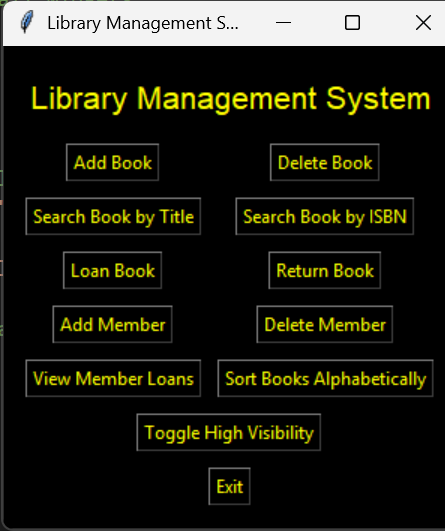 Library Management S...
Library Management System
Add Book Delete Book
Search Book by Title Search Book by ISBN
Loan Book Return Book
Add Member Delete Member
View Member Loans Sort Books Alphabetically
Toggle High Visibility
Exit